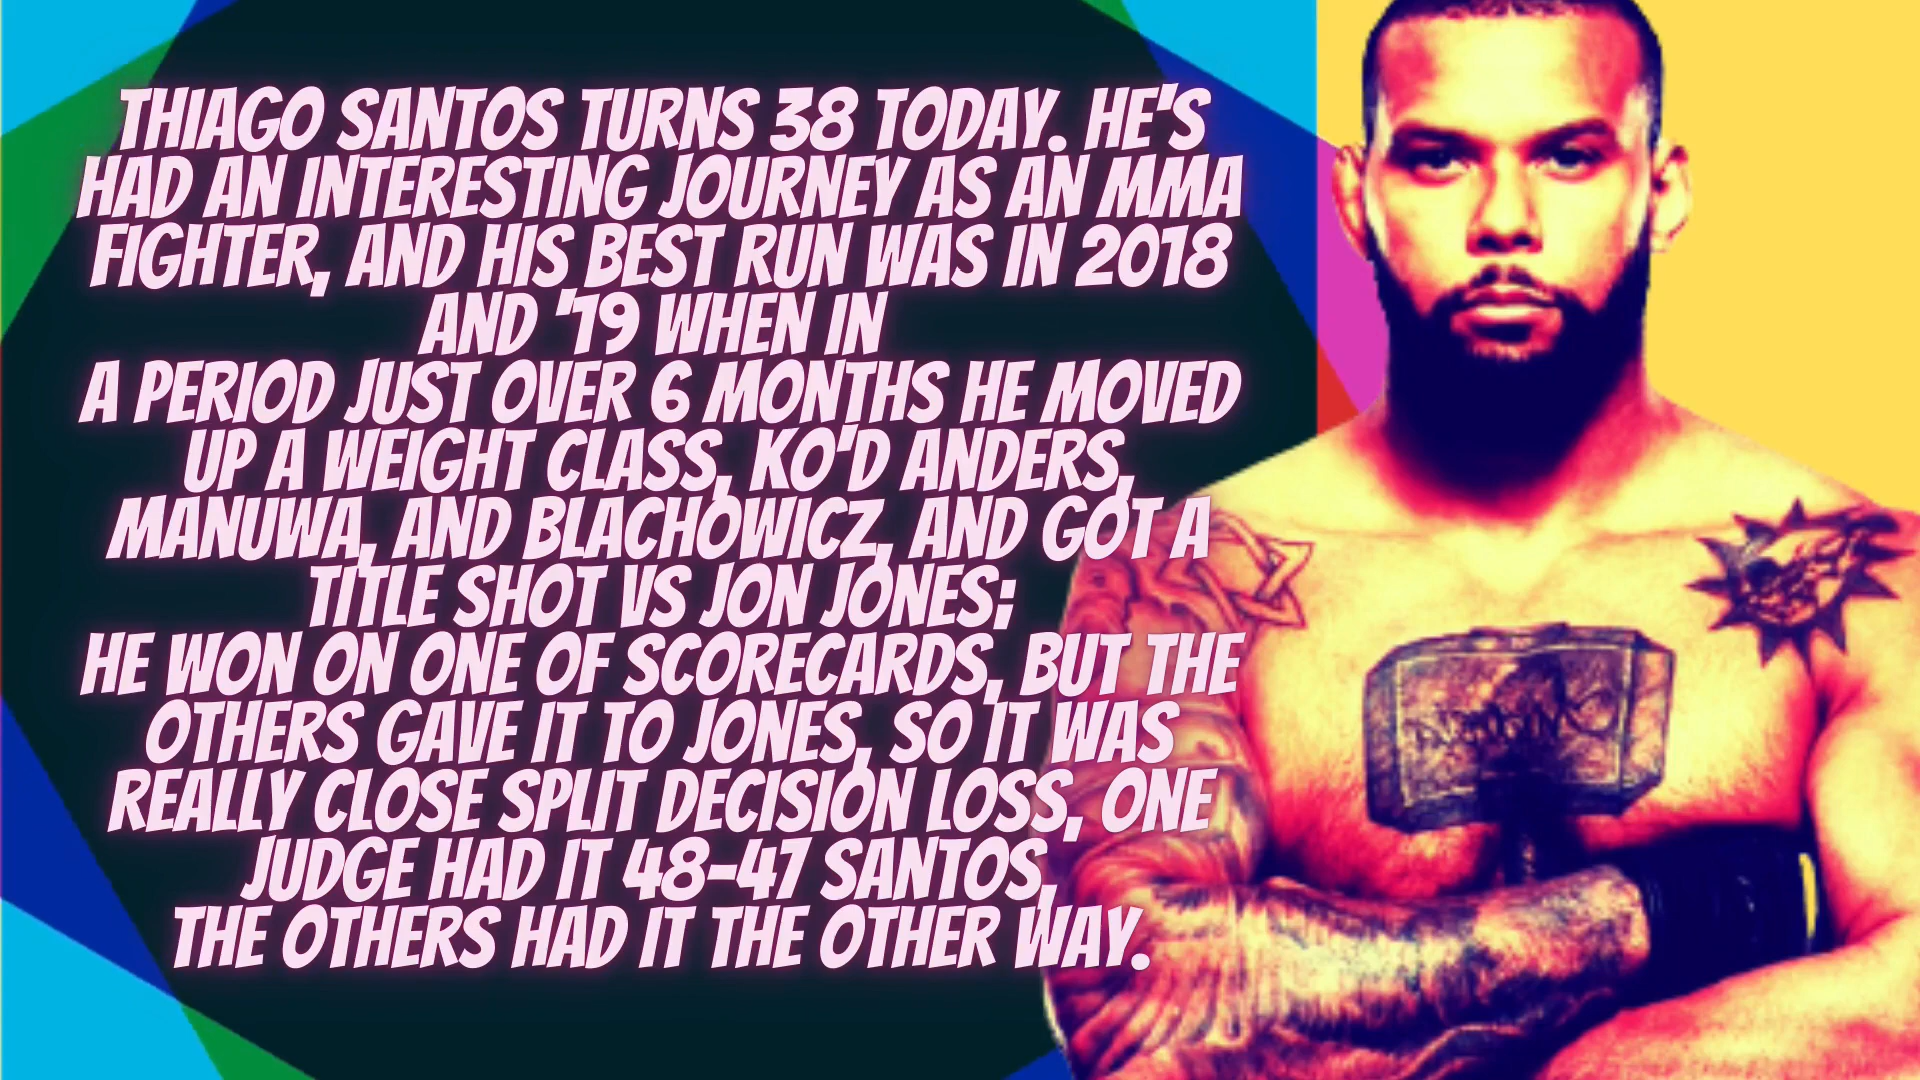 THIAGO SANTOS TURNS 38 TODAY. HE'S
HAD AN INTERESTING JOURNEY AS AN MMA
FIGHTER, AND HIS BEST RUN WAS IN 2018
AND '19 WHEN IN
A PERIOD JUST OVER 6 MONTHS HE MOVED
UP A WEIGHT CLASS, KO'D ANDERS,
MANUWA, AND BLACHOWICZ, AND GOT A
TITLE SHOT VS JON JONES;
HE WON ON ONE OF SCORECARDS, BUT THE
OTHERS GAVE IT TO JONES, SO IT WAS
REALLY CLOSE SPLIT DECISION LOSS, ONE
JUDGE HAD IT 48-47 SANTOS,
THE OTHERS HAD IT THE OTHER WAY.